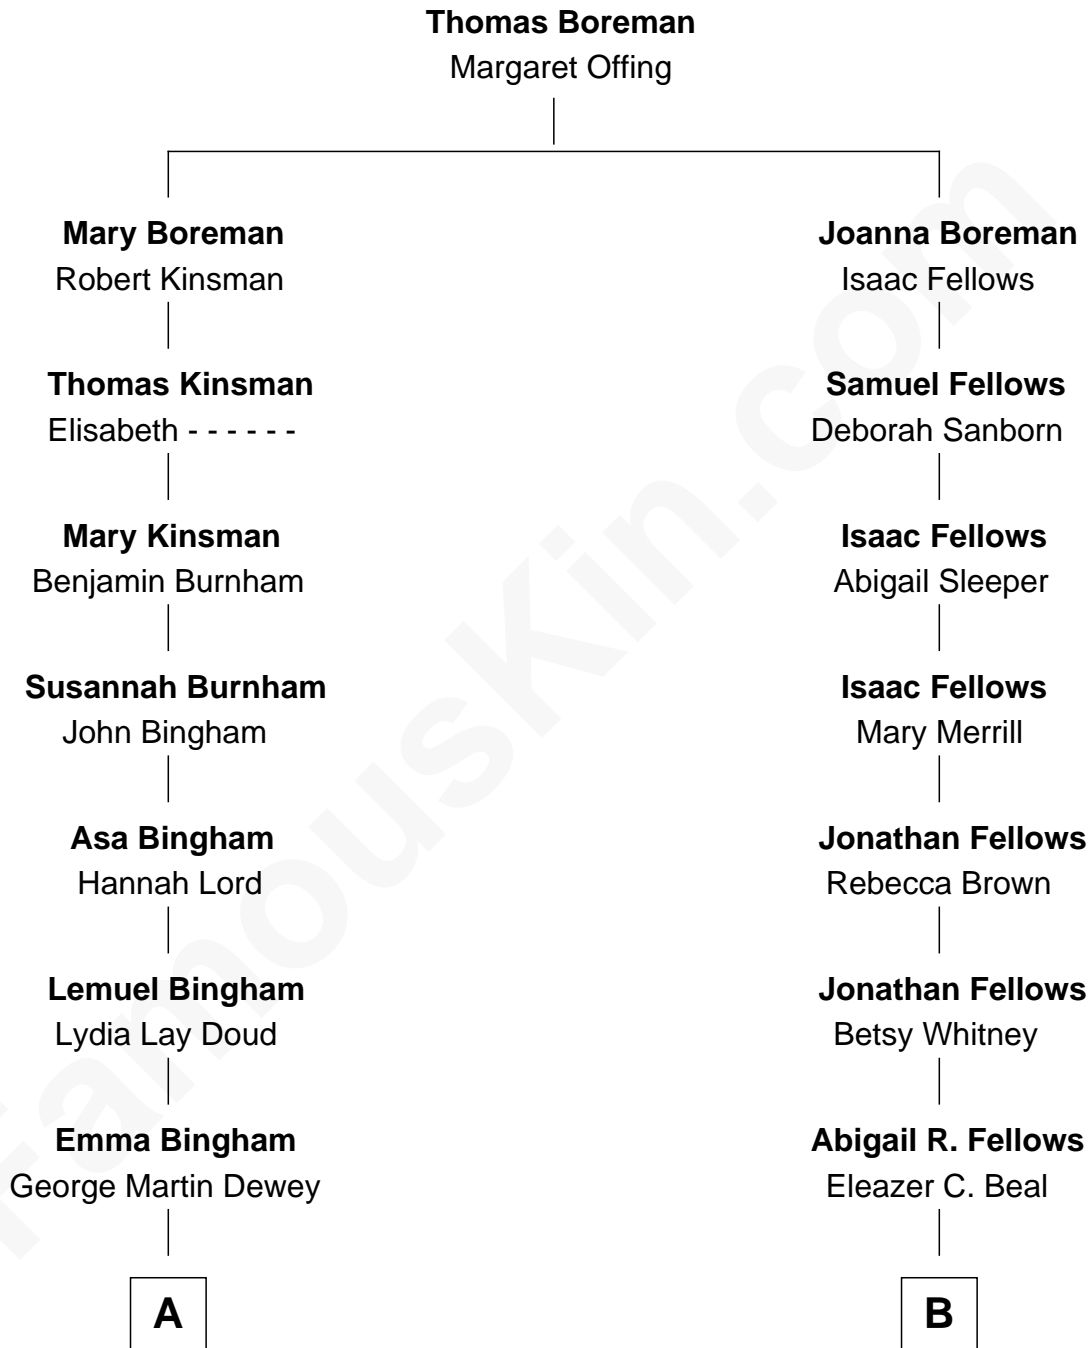 Thomas Boreman
Margaret Offing
Mary Boreman
Robert Kinsman
Joanna Boreman
Isaac Fellows
Thomas Kinsman
Elisabeth - - - - - -
Samuel Fellows
Deborah Sanborn
Mary Kinsman
Benjamin Burnham
Isaac Fellows
Abigail Sleeper
Susannah Burnham
John Bingham
Isaac Fellows
Mary Merrill
Asa Bingham
Hannah Lord
Jonathan Fellows
Rebecca Brown
Lemuel Bingham
Lydia Lay Doud
Jonathan Fellows
Betsy Whitney
Emma Bingham
George Martin Dewey
Abigail R. Fellows
Eleazer C. Beal
A
B
FamousKin.com